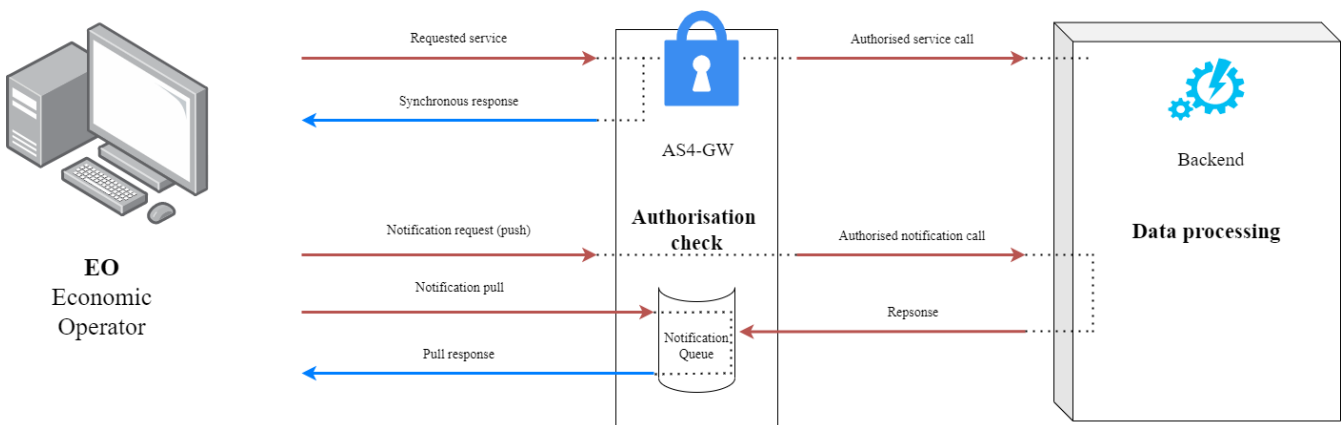 Requested service
Authorised service call
Synchronous response
AS4-GW
Backend
Authorisation
check
Notification request (push)
Authorised notification call
Data processing
EO
Economic
Operator
Notification pull
Repsonse
Notification
Queue
Pull response